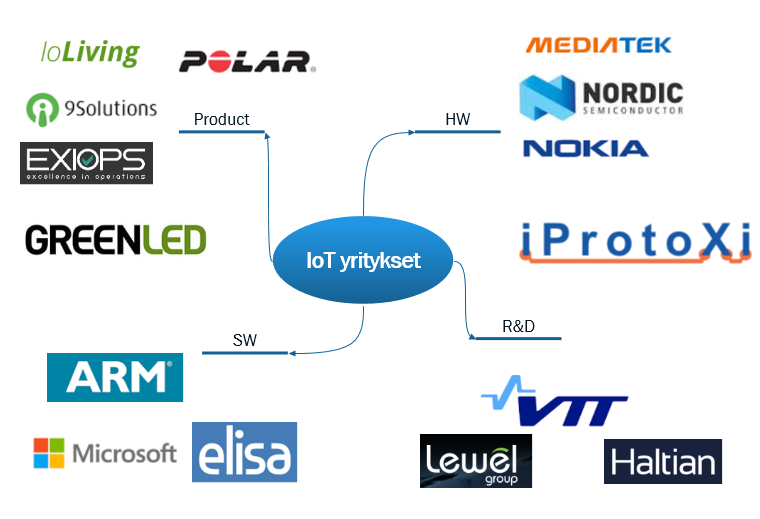 IoLiving
POLAR®
9Solutions
Product
EXIOPS
excellence in operations
GREENLED
MEDIATEK
HW
NORDIC
SEMICONDUCTOR
NOKIA
iProtoXi
IoT yritykset
SW
ARM®
Microsoft
elisa
R&D
VTT
Lewel
group
Haltian